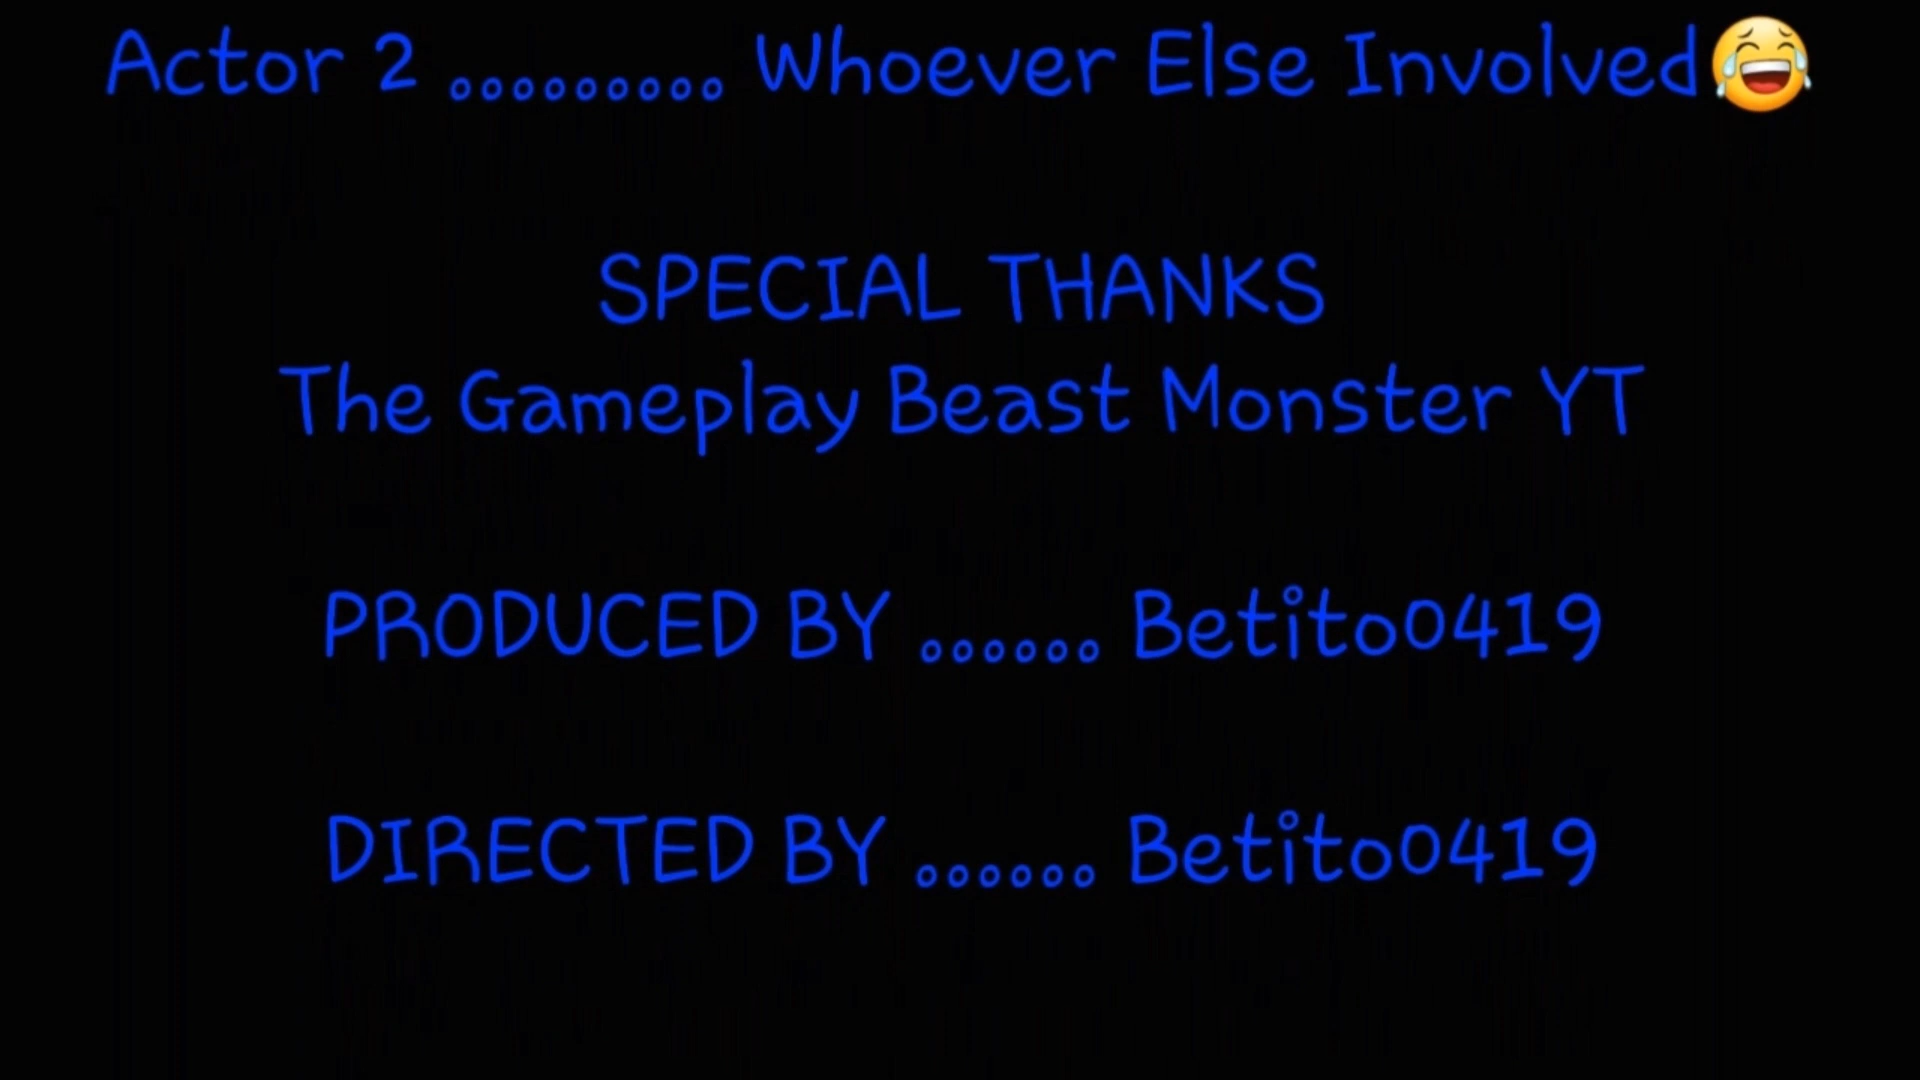 Actor 2 ......... Whoever Else Involved😂
SPECIAL THANKS
The Gameplay Beast Monster YT
PRODUCED BY ...... Betito0419
DIRECTED BY ...... Betito0419